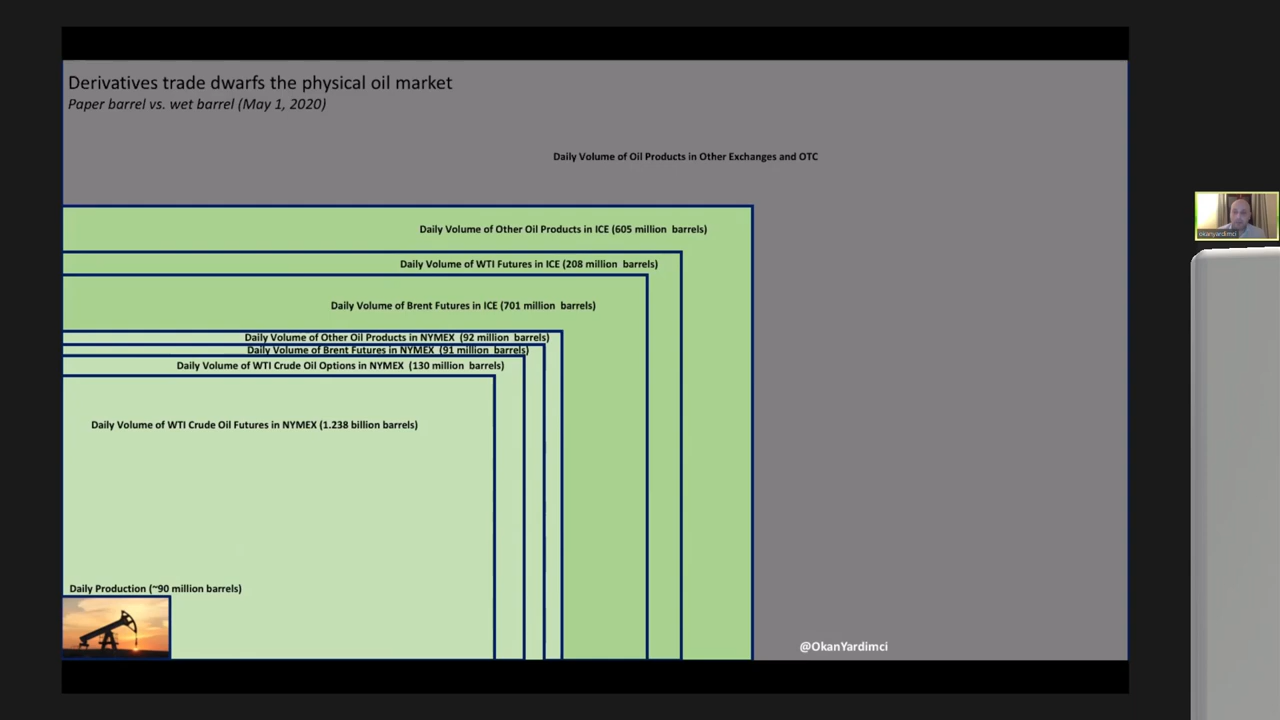 Derivatives trade dwarfs the physical oil market
Paper barrel vs. wet barrel (May 1, 2020)
Daily Volume of Oil Products in Other Exchanges and OTC
Daily Volume of Other Oil Products in ICE (605 million barrels)
Daily Volume of WTI Futures in ICE (208 million barrels)
Daily Volume of Brent Futures in ICE (701 million barrels)
Daily Volume of Other Oil Products in NYMEX (92 million barrels)
Daily Volume of Brent Futures in NYMEX (91 million barrels)
Daily Volume of WTI Crude Oil Options in NYMEX (130 million barrels)
Daily Volume of WTI Crude Oil Futures in NYMEX (1.238 billion barrels)
Daily Production (~90 million barrels)
@OkanYardimci
okanyardimci